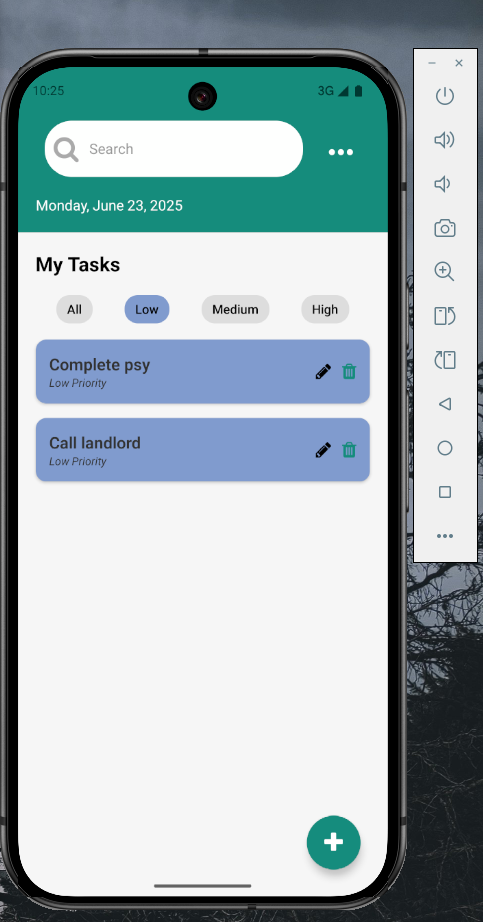 10:25
3G
Search
Monday, June 23, 2025
My Tasks
All Low Medium High
Complete psy
Low Priority
Call landlord
Low Priority